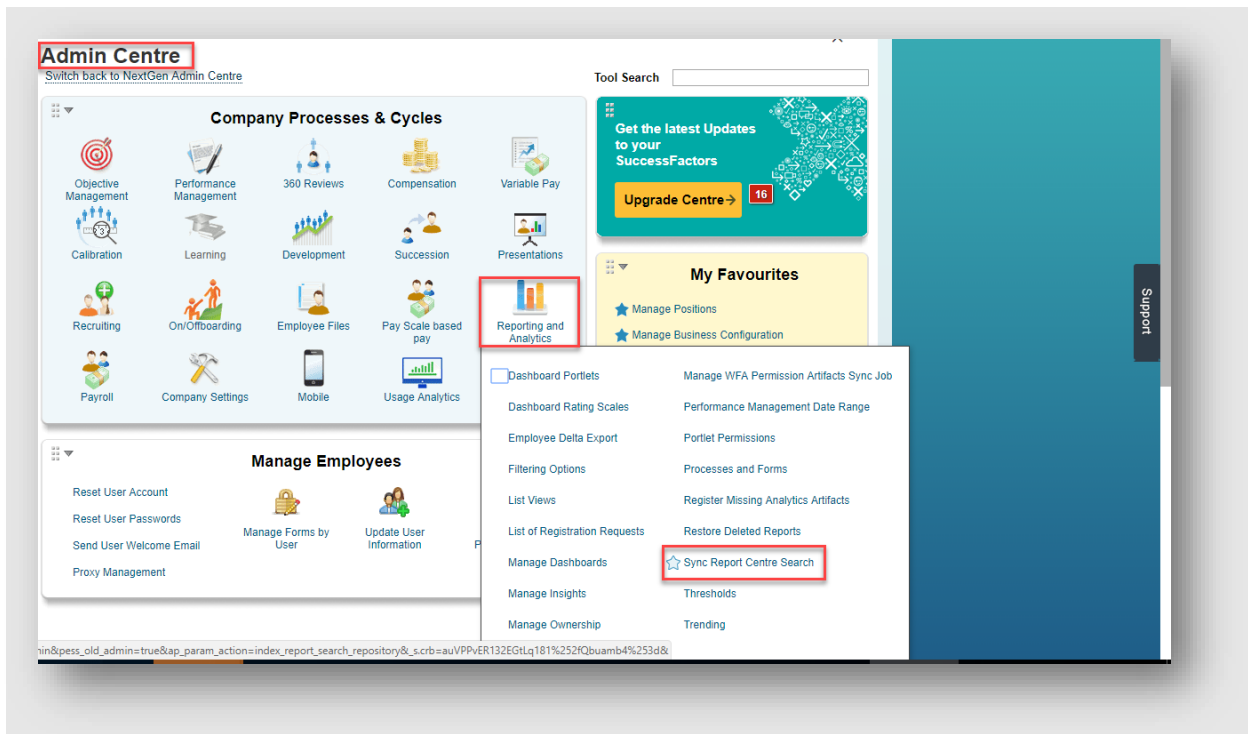 Admin Centre
Switch back to NextGen Admin Centre
Tool Search
Company Processes & Cycles
Objective
Management
Performance
Management
360 Reviews
Compensation
Variable Pay
Calibration
Learning
Development
Succession
Presentations
Recruiting
On/Offboarding
Employee Files
Pay Scale based
pay
Reporting and
Analytics
Payroll
Company Settings
Mobile
Usage Analytics
Get the latest Updates
to your
SuccessFactors
Upgrade Centre
16
My Favourites
Manage Positions
Manage Business Configuration
Support
Dashboard Portlets
Dashboard Rating Scales
Employee Delta Export
Filtering Options
List Views
List of Registration Requests
Manage Dashboards
Manage Insights
Manage Ownership
Manage WFA Permission Artifacts Sync Job
Performance Management Date Range
Portlet Permissions
Processes and Forms
Register Missing Analytics Artifacts
Restore Deleted Reports
Sync Report Centre Search
Thresholds
Trending
Manage Employees
Reset User Account
Reset User Passwords
Send User Welcome Email
Proxy Management
Manage Forms by
User
Update User
Information
P
nin&pess_old_admin=true&ap_param_action=index_report_search_repository&_s.crb=auVPPvER132EGtLq181%252fQbuamb4%253d&